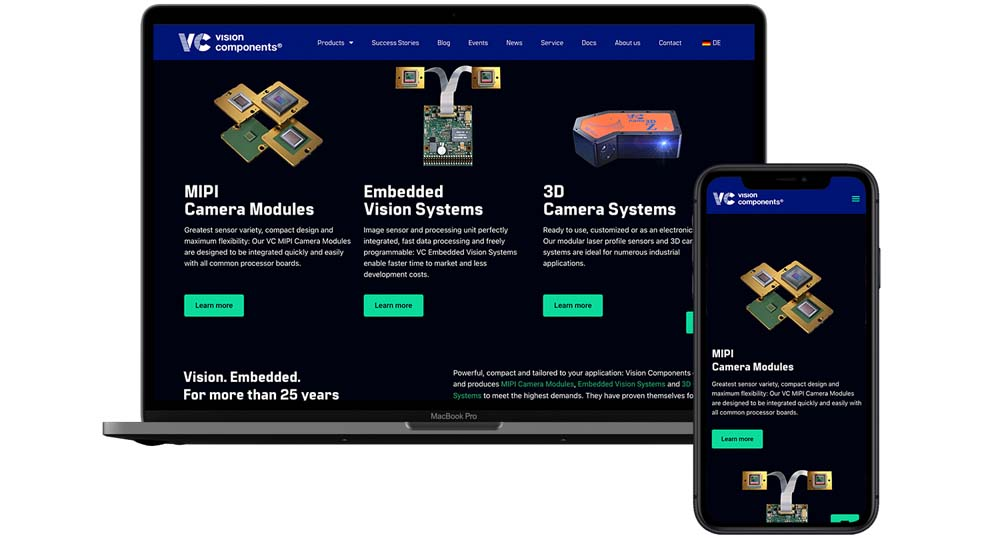 VC vision
components®
Products
Success Stories
Blog
Events
News
Service
Docs
About us
Contact
DE
VC
nano3D
Z
MIPI
Camera Modules
Greatest sensor variety, compact design and
maximum flexibility: Our VC MIPI Camera Modules
are designed to be integrated quickly and easily
with all common processor boards.
Learn more
Embedded
Vision Systems
Image sensor and processing unit perfectly
integrated, fast data processing and freely
programmable: VC Embedded Vision Systems
enable faster time to market and less
development costs.
Learn more
3D
Camera Systems
Ready to use, customized or as an electronic
Our modular laser profile sensors and 3D cam
systems are ideal for numerous industrial
applications.
Learn more
Vision. Embedded.
For more than 25 years
Powerful, compact and tailored to your application: Vision Components
and produces MIPI Camera Modules, Embedded Vision Systems and 3D
Systems to meet the highest demands. They have proven themselves fo
MacBook Pro
VC vision
components®
MIPI
Camera Modules
Greatest sensor variety, compact design and
maximum flexibility: Our VC MIPI Camera Modules
are designed to be integrated quickly and easily with
all common processor boards.
Learn more